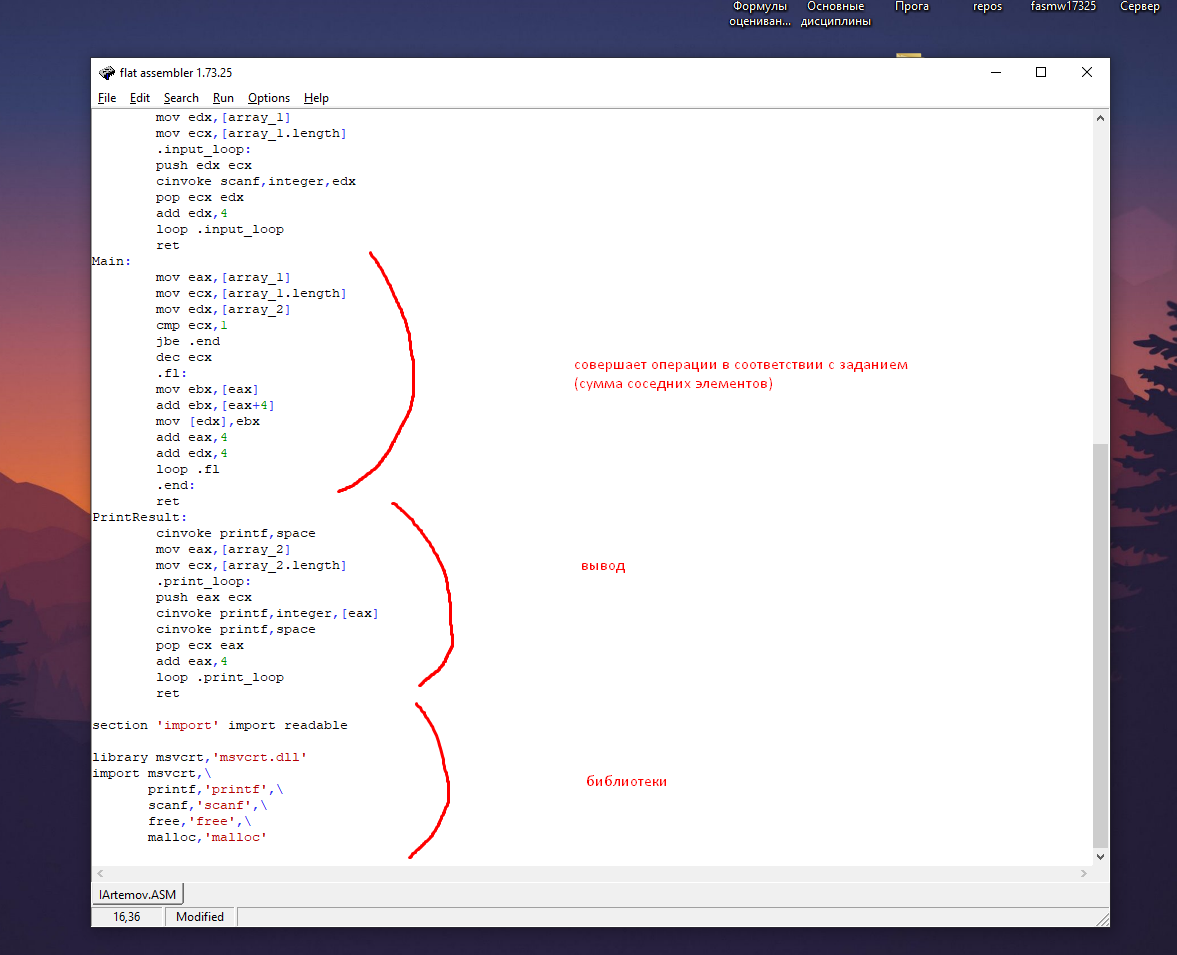 Формулы оцениван...
Основные дисциплины
Прога
repos
fasmw17325
Сервер
flat assembler 1.73.25
File Edit Search Run Options Help
mov edx,[array_1]
mov ecx,[array_1.length]
.input_loop:
push edx ecx
cinvoke scanf,integer,edx
pop ecx edx
add edx,4
loop .input_loop
ret
Main:
mov eax,[array_1]
mov ecx,[array_1.length]
mov edx,[array_2]
cmp ecx,1
jbe .end
dec ecx
.fl:
mov ebx,[eax]
add ebx,[eax+4]
mov [edx],ebx
add eax,4
add edx,4
loop .fl
.end:
ret
совершает операции в соответствии с заданием
(сумма соседних элементов)
PrintResult:
cinvoke printf,space
mov eax,[array_2]
mov ecx,[array_2.length]
.print_loop:
push eax ecx
cinvoke printf,integer,[eax]
cinvoke printf,space
pop ecx eax
add eax,4
loop .print_loop
ret
вывод
section 'import' import readable
library msvcrt,'msvcrt.dll'
import msvcrt,\
printf,'printf',\
scanf,'scanf',\
free,'free',\
malloc,'malloc'
библиотеки
IArtemov.ASM
16,36 Modified